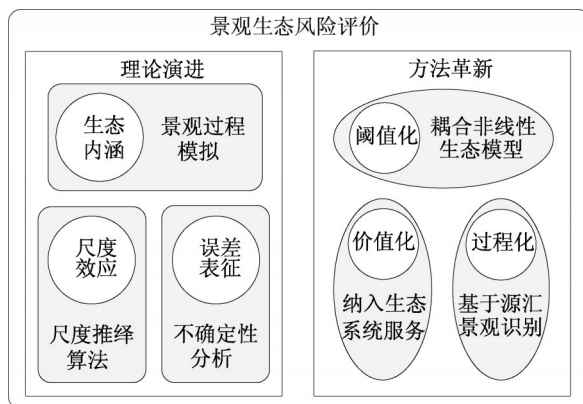 景观生态风险评价
理论演进
生态
内涵
景观过程
模拟
尺度
效应
尺度推绎
算法
误差
表征
不确定性
分析
方法革新
阈值化
耦合非线性
生态模型
价值化
纳入生态
系统服务
过程化
基于源汇
景观识别